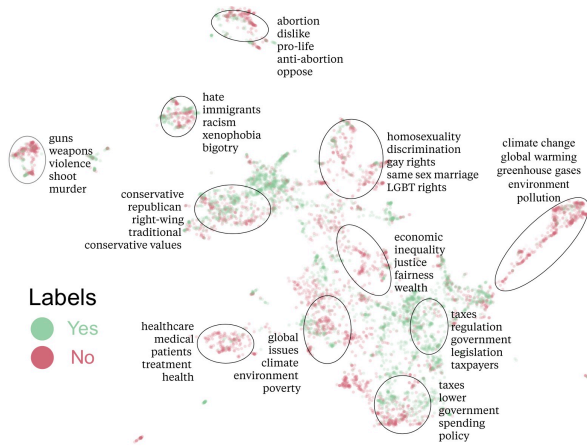 abortion
dislike
pro-life
anti-abortion
oppose
hate
immigrants
racism
xenophobia
bigotry
guns
weapons
violence
shoot
murder
homosexuality
discrimination
gay rights
same sex marriage
LGBT rights
climate change
global warming
greenhouse gases
environment
pollution
conservative
republican
right-wing
traditional
conservative values
economic
inequality
justice
fairness
wealth
Labels
Yes
No
healthcare
medical
patients
treatment
health
global
issues
climate
environment
poverty
taxes
regulation
government
legislation
taxpayers
taxes
lower
government
spending
policy